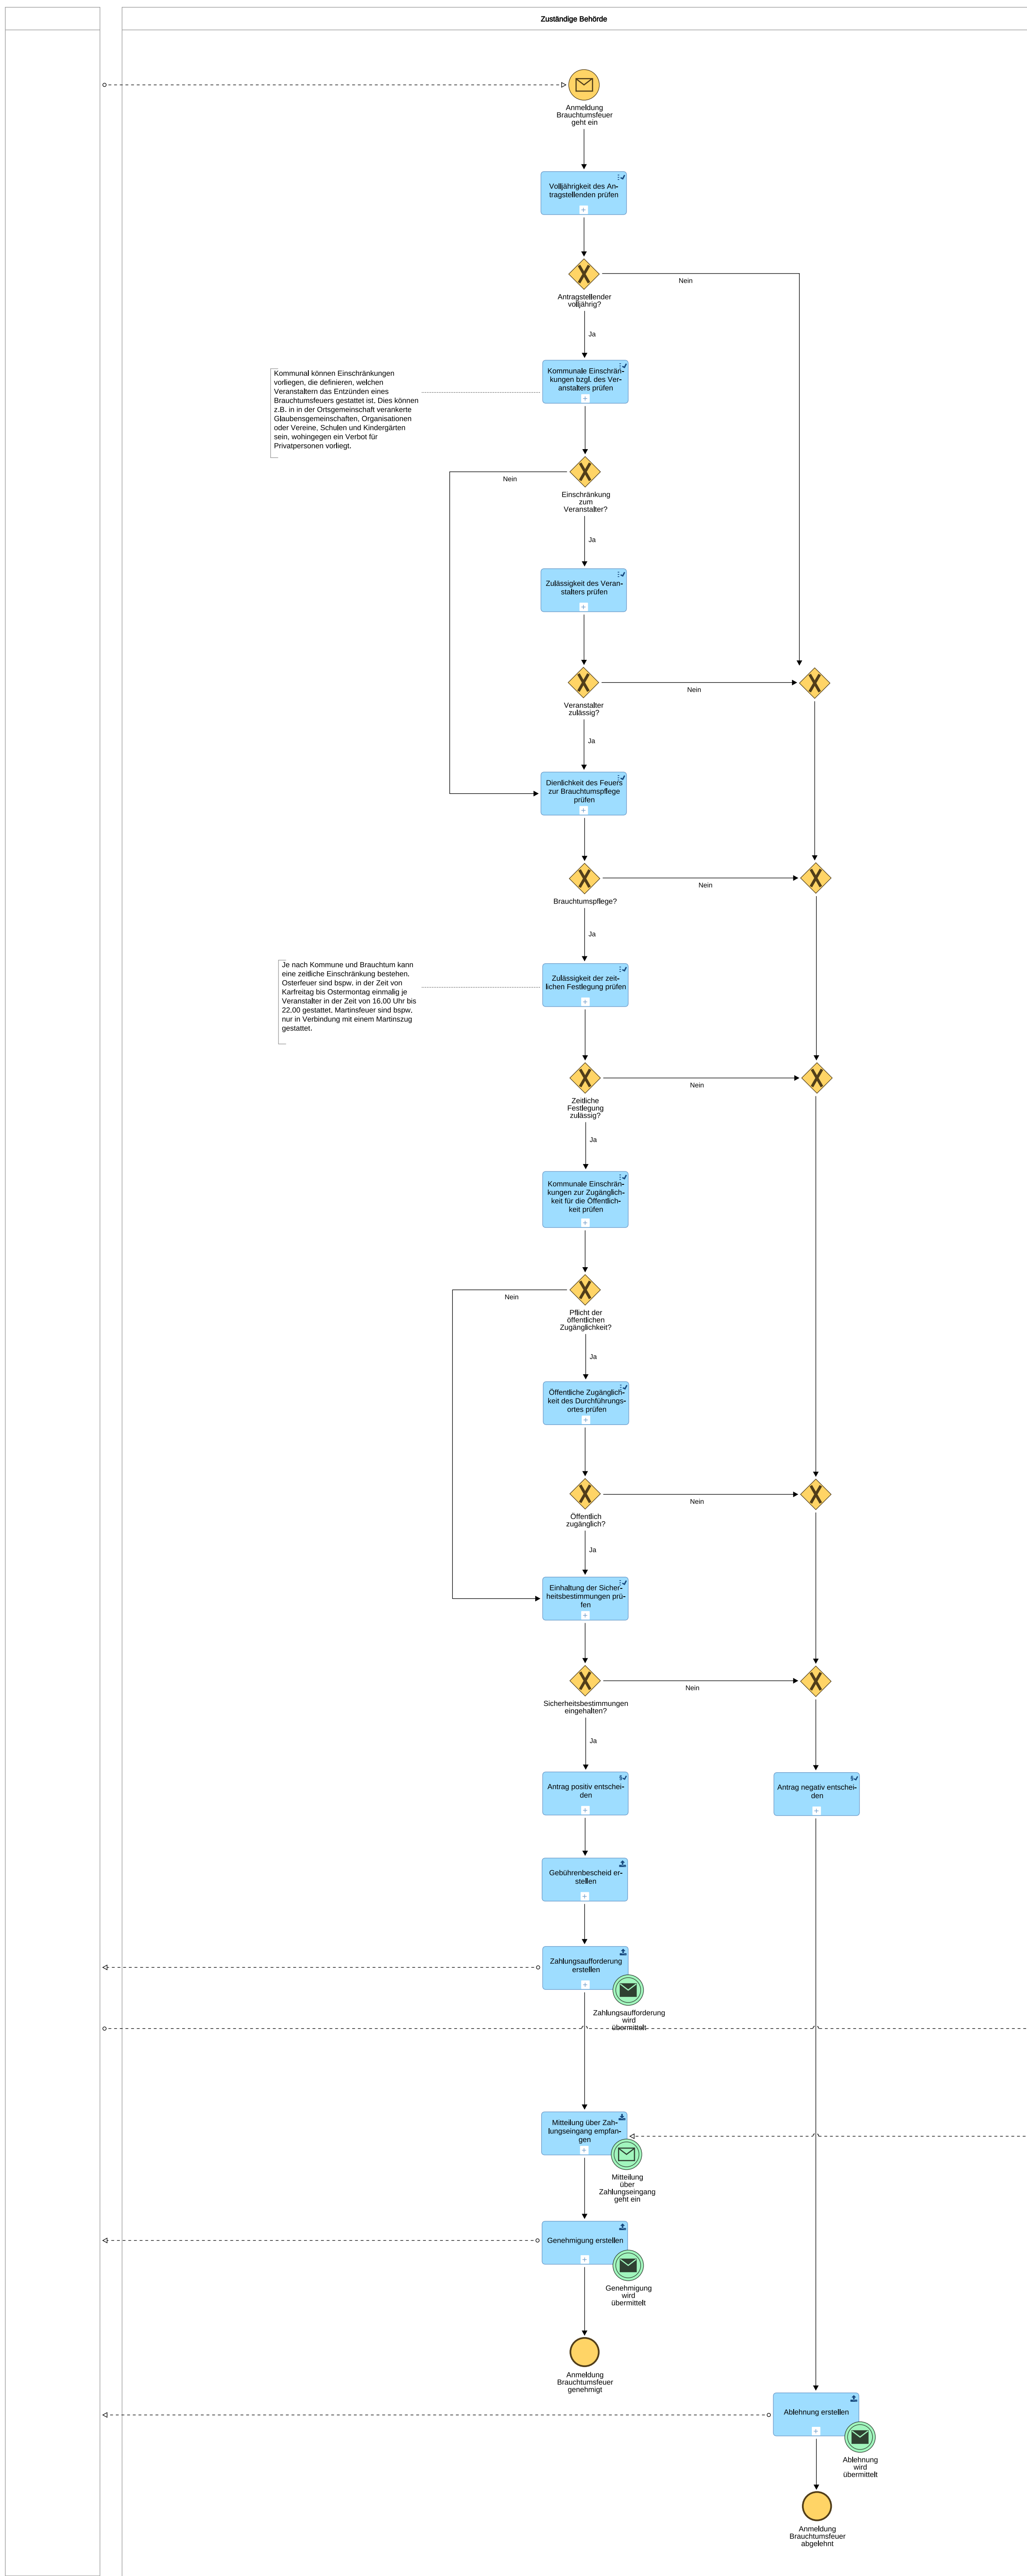 Zuständige Behörde
Anmeldung
Brauchtumsfeuer
geht ein
Volljährigkeit des An-
tragstellenden prüfen
Nein
Antragstellender
volljährig?
Ja
Kommunale Einschrän-
kungen bzgl. des Ver-
anstalters prüfen
Kommunal können Einschränkungen
vorliegen, die definieren, welchen
Veranstaltern das Entzünden eines
Brauchtumsfeuers gestattet ist. Dies können
z.B. in in der Ortsgemeinschaft verankerte
Glaubensgemeinschaften, Organisationen
oder Vereine, Schulen und Kindergärten
sein, wohingegen ein Verbot für
Privatpersonen vorliegt.
Nein
Einschränkung
zum
Veranstalter?
Ja
Zulässigkeit des Veran-
stalters prüfen
Nein
Veranstalter
zulässig?
Ja
Dienlichkeit des Feuers
zur Brauchtumspflege
prüfen
Nein
Brauchtumspflege?
Ja
Je nach Kommune und Brauchtum kann
eine zeitliche Einschränkung bestehen.
Osterfeuer sind bspw. in der Zeit von
Karfreitag bis Ostermontag einmalig je
Veranstalter in der Zeit von 16.00 Uhr bis
22.00 gestattet, Martinsfeuer sind bspw.
nur in Verbindung mit einem Martinszug
gestattet.
Zulässigkeit der zeit-
lichen Festlegung prüfen
Nein
Zeitliche
Festlegung
zulässig?
Ja
Kommunale Einschrän-
kungen zur Zugänglich-
keit für die Öffentlich-
keit prüfen
Nein
Pflicht der
öffentlichen
Zugänglichkeit?
Ja
Öffentliche Zugänglich-
keit des Durchführungs-
ortes prüfen
Nein
Öffentlich
zugänglich?
Ja
Einhaltung der Sicher-
heitsbestimmungen prü-
fen
Nein
Sicherheitsbestimmungen
eingehalten?
Ja
Antrag positiv entschei-
den
Antrag negativ entschei-
den
Gebührenbescheid er-
stellen
Zahlungsaufforderung
erstellen
Zahlungsaufforderung
wird
übermittelt
Mitteilung über Zah-
lungseingang empfan-
gen
Mitteilung
über
Zahlungseingang
geht ein
Genehmigung erstellen
Genehmigung
wird
übermittelt
Anmeldung
Brauchtumsfeuer
genehmigt
Ablehnung erstellen
Ablehnung
wird
übermittelt
Anmeldung
Brauchtumsfeuer
abgelehnt